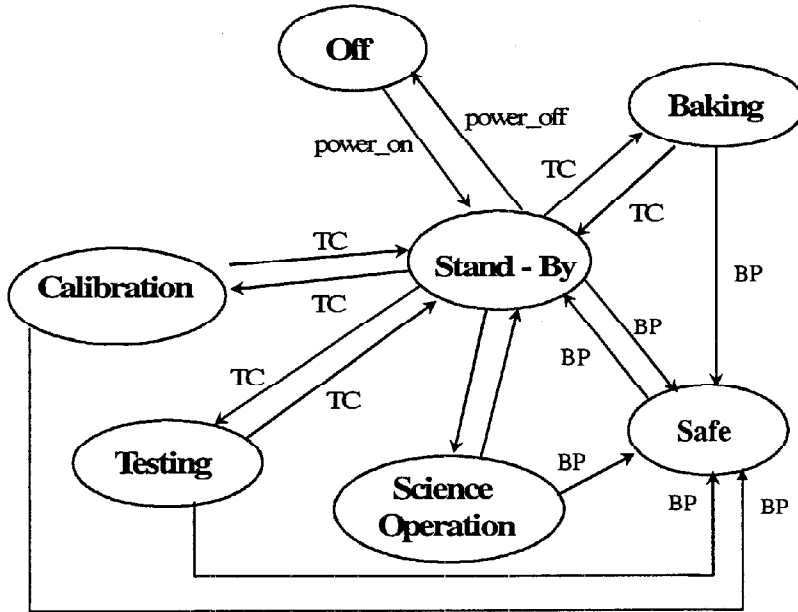 Off
Baking
power_off
power_on
TC
TC
TC
Stand - By
Calibration
BP
TC
BP
BP
TC
TC
Safe
Testing
BP
Science
Operation
BP
BP